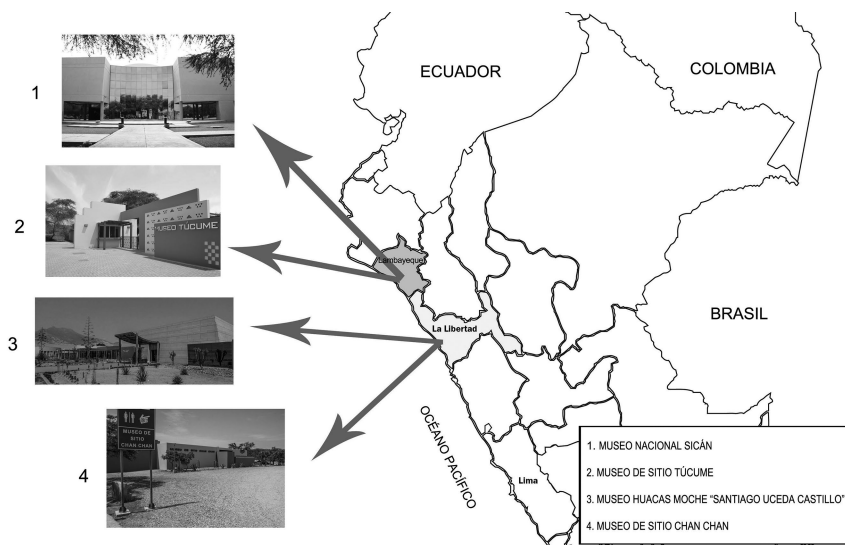 1
2
3
4
MUSEO TÚCUME
MUSEO DE
SITIO
CHAN CHAN
ECUADOR
COLOMBIA
BRASIL
Lambayeque
La Libertad
Lima
OCÉANO PACÍFICO
1. MUSEO NACIONAL SICÁN
2. MUSEO DE SITIO TÚCUME
3. MUSEO HUACAS MOCHE "SANTIAGO UCEDA CASTILLO"
4. MUSEO DE SITIO CHAN CHAN